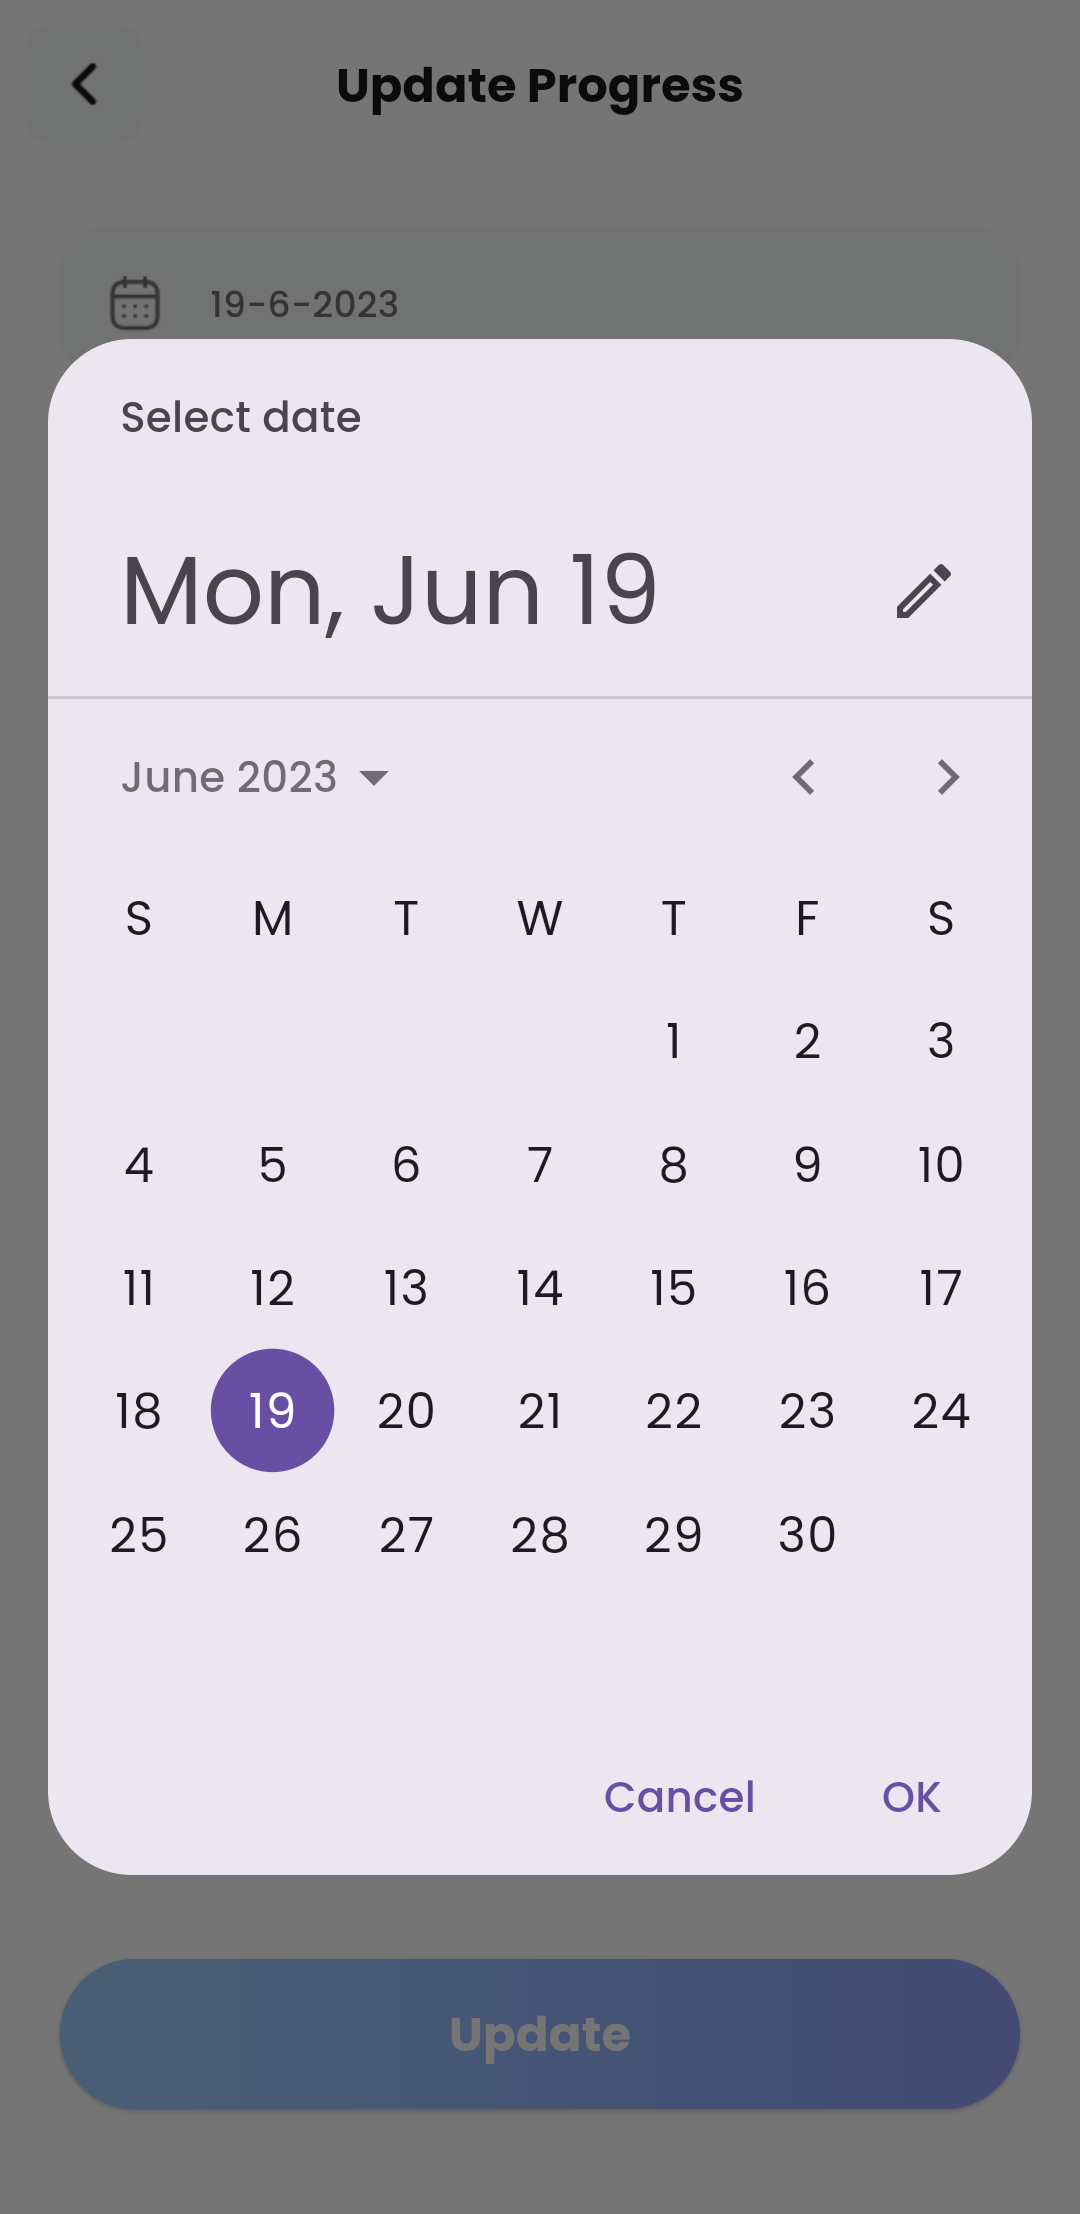 Update Progress
19-6-2023
Select date
Mon, Jun 19
June 2023
S M T W T F S
1 2 3
4 5 6 7 8 9 10
11 12 13 14 15 16 17
18 19 20 21 22 23 24
25 26 27 28 29 30
Cancel OK
Update